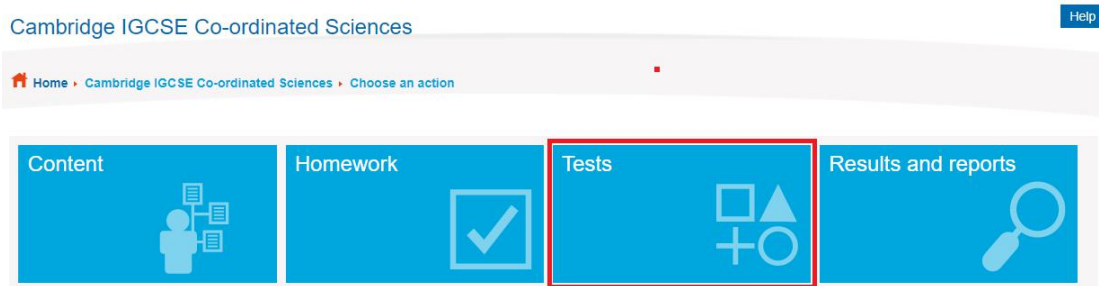 Cambridge IGCSE Co-ordinated Sciences
Help
Home › Cambridge IGCSE Co-ordinated Sciences › Choose an action
Content
Homework
Tests
Results and reports